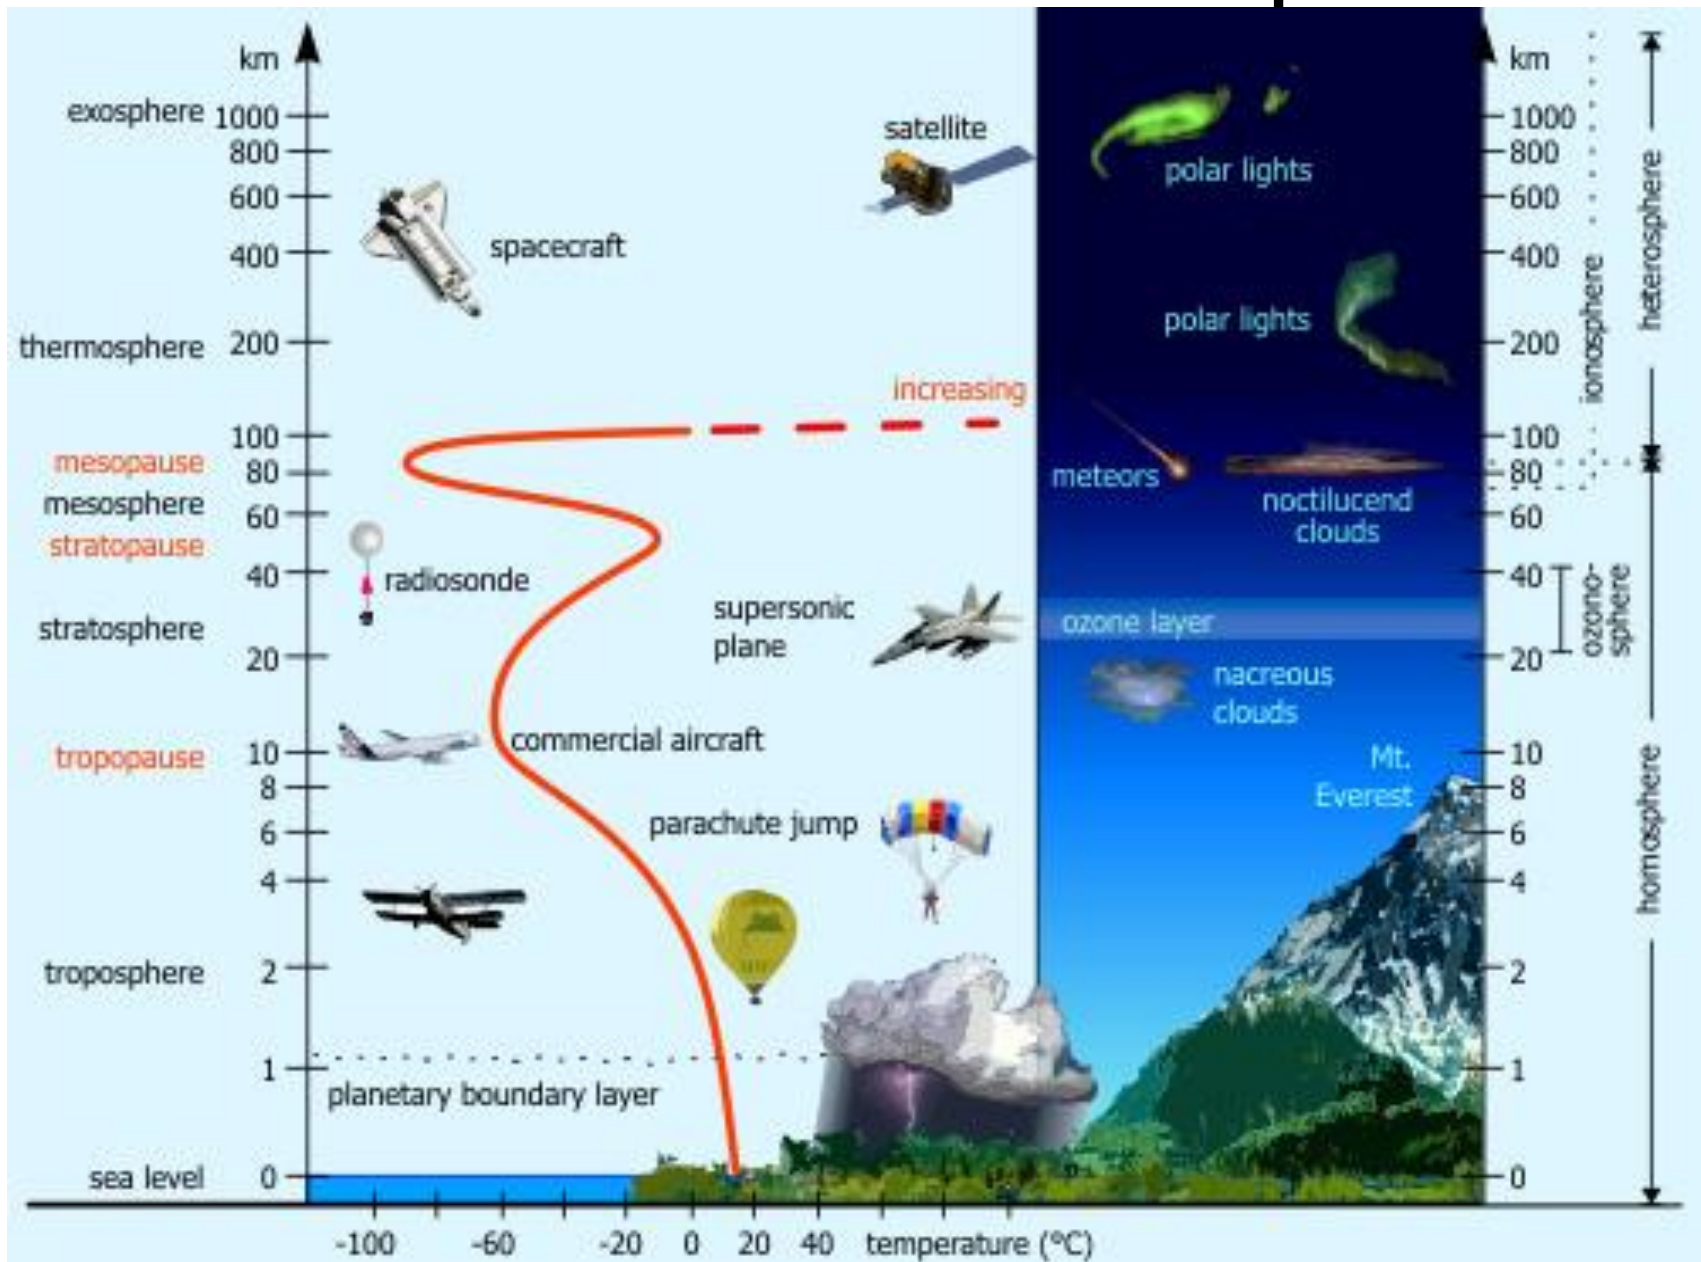 km
exosphere
1000
800
600
400
thermosphere
200
100
mesopause
80
mesosphere
60
stratopause
40
stratosphere
20
tropopause
10
8
6
4
troposphere
2
1
sea level
0
satellite
spacecraft
increasing
radiosonde
supersonic
plane
commercial aircraft
parachute jump
planetary boundary layer
-100
-60
-20
0
20
40
temperature (°C)
polar lights
polar lights
meteors
noctilucend
clouds
ozone layer
nacreous
clouds
Mt.
Everest
km
1000
800
600
400
200
100
80
60
40
20
10
8
6
4
2
1
0
ionosphere
ozono-
sphere
heterosphere
homosphere